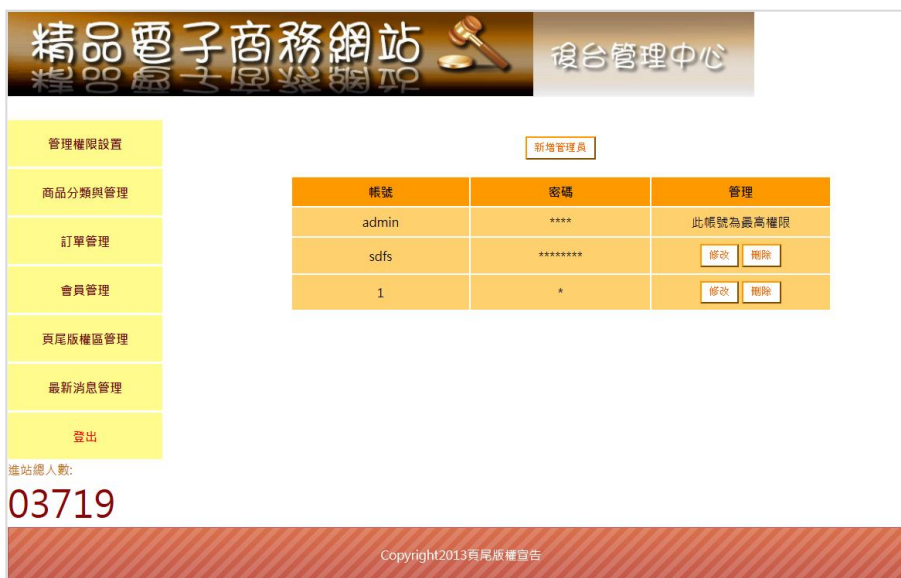 精品電子商務網站
後台管理中心
管理權限設置
商品分類與管理
訂單管理
會員管理
頁尾版權區管理
最新消息管理
登出
進站總人數:
03719
新增管理員
帳號 密碼 管理
admin **** 此帳號為最高權限
sdfs ******** 修改 刪除
1 * 修改 刪除
Copyright2013頁尾版權宣告